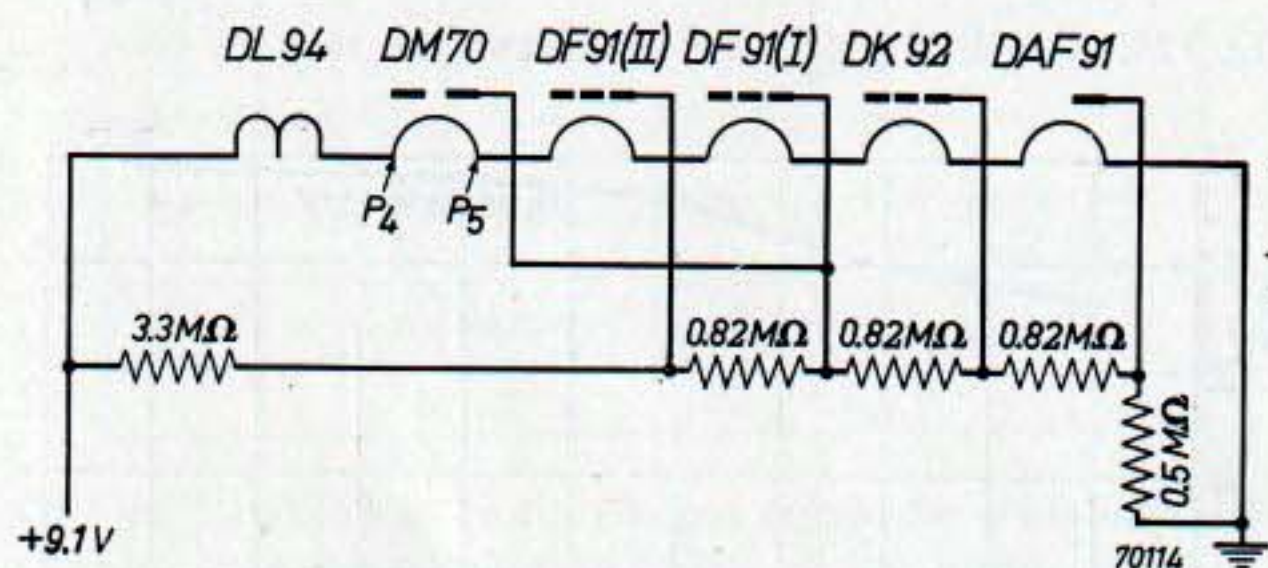 DL94 DM70 DF91(II) DF91(I) DK92 DAF91
P4 P5
3.3MΩ 0.82MΩ 0.82MΩ 0.82MΩ
0.5MΩ
+9.1V
70114